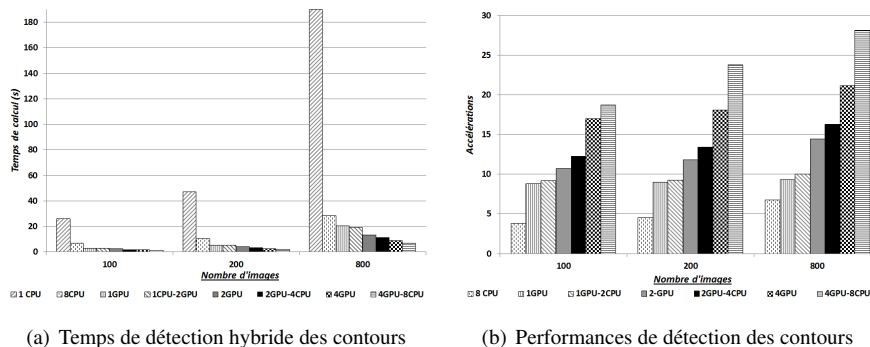 180
160
140
120
100
80
60
40
20
0
Temps de calcul (s)
100 200 800
Nombre d'images
1 CPU 8CPU 1GPU 1CPU-2GPU 2GPU 2GPU-4CPU 4GPU 4GPU-8CPU
(a) Temps de détection hybride des contours
30
25
20
15
10
5
0
Accélérations
100 200 800
Nombre d'images
8 CPU 1GPU 1GPU-2CPU 2-GPU 2GPU-4CPU 4GPU 4GPU-8CPU
(b) Performances de détection des contours